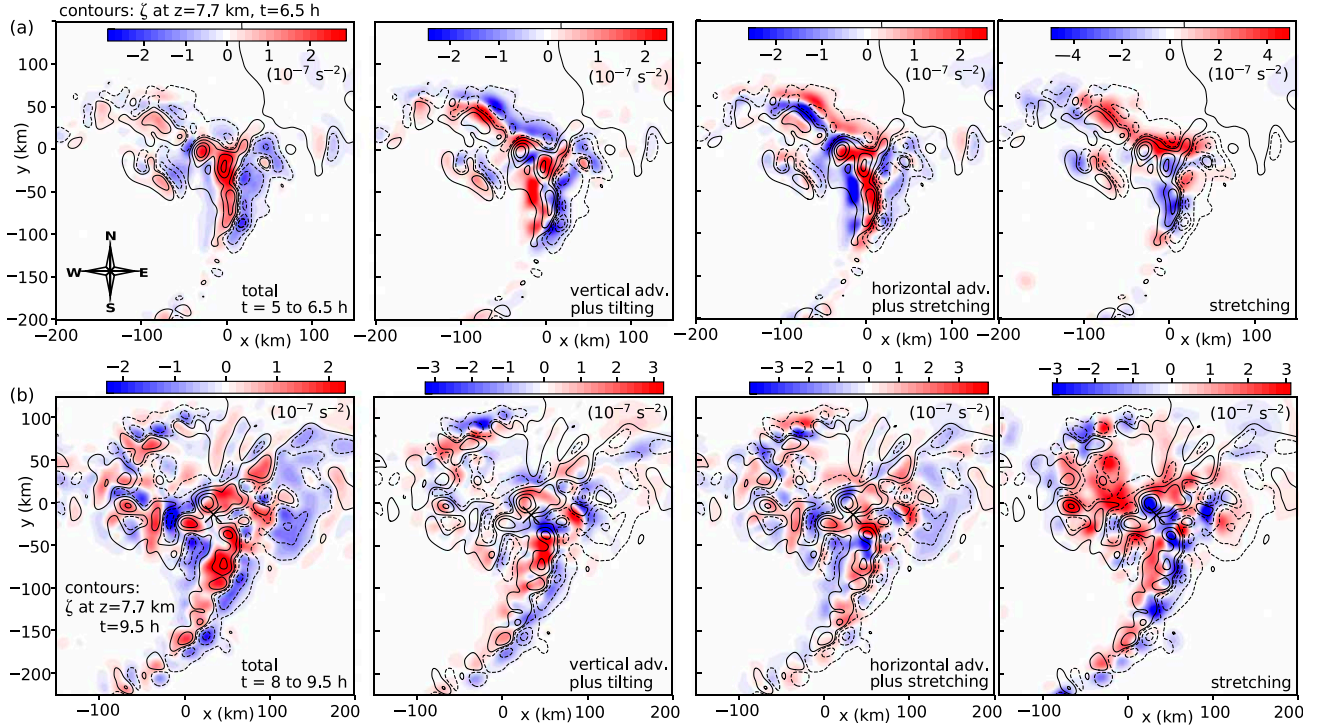 contours: ζ at z=7.7 km, t=6.5 h
(a)
−2 −1 0 1 2
(10⁻⁷ s⁻²)
−2 −1 0 1 2
(10⁻⁷ s⁻²)
−2 −1 0 1 2
(10⁻⁷ s⁻²)
−4 −2 0 2 4
(10⁻⁷ s⁻²)
100
50
0
−50
−100
−150
−200
y (km)
N
W E
S
total
t = 5 to 6.5 h
vertical adv.
plus tilting
horizontal adv.
plus stretching
stretching
−200 −100 0 100
x (km)
−200 −100 0 100
x (km)
−200 −100 0 100
x (km)
−200 −100 0 100
x (km)
(b)
−2 −1 0 1 2
(10⁻⁷ s⁻²)
−3 −2 −1 0 1 2 3
(10⁻⁷ s⁻²)
−3 −2 −1 0 1 2 3
(10⁻⁷ s⁻²)
−3 −2 −1 0 1 2 3
(10⁻⁷ s⁻²)
100
50
0
−50
−100
−150
−200
y (km)
contours:
ζ at z=7.7 km
t=9.5 h
total
t = 8 to 9.5 h
vertical adv.
plus tilting
horizontal adv.
plus stretching
stretching
−100 0 100 200
x (km)
−100 0 100 200
x (km)
−100 0 100 200
x (km)
−100 0 100 200
x (km)